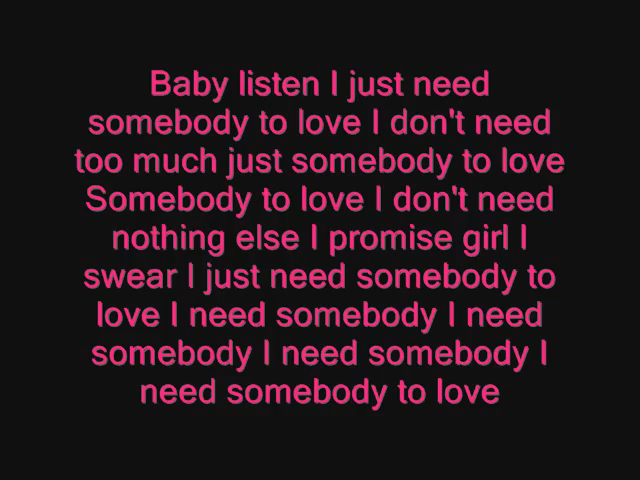 Baby listen I just need
somebody to love I don't need
too much just somebody to love
Somebody to love I don't need
nothing else I promise girl I
swear I just need somebody to
love I need somebody I need
somebody I need somebody I
need somebody to love